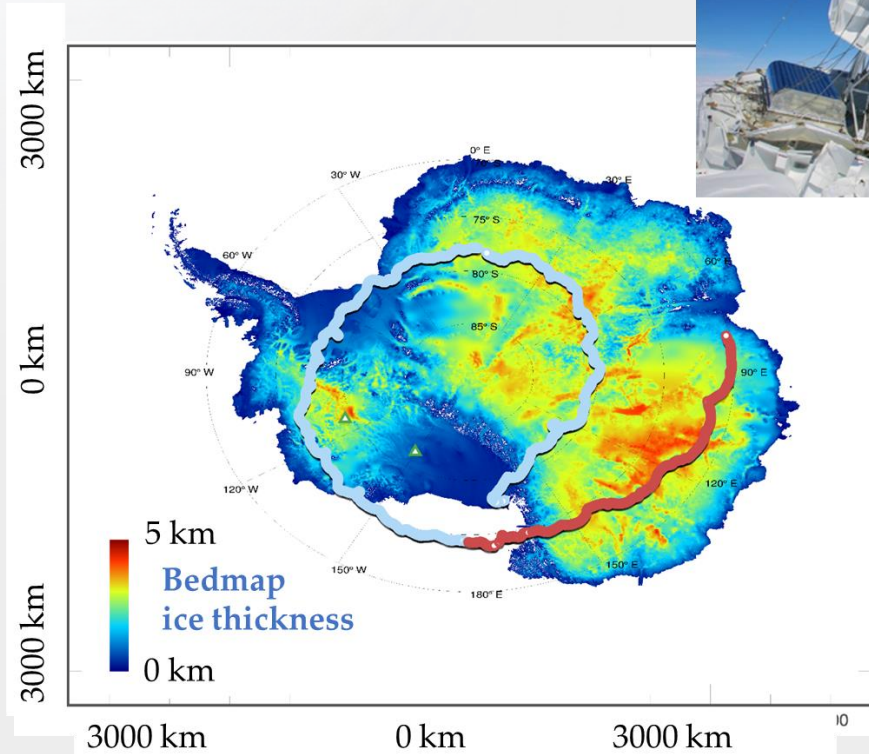 3000 km
0 km
3000 km
0° E
30° W
30° E
75° S
60° W
60° E
80° S
85° S
90° W
90° E
120° W
120° E
5 km
150° W
150° E
Bedmap
180° E
ice thickness
0 km
00
3000 km
0 km
3000 km